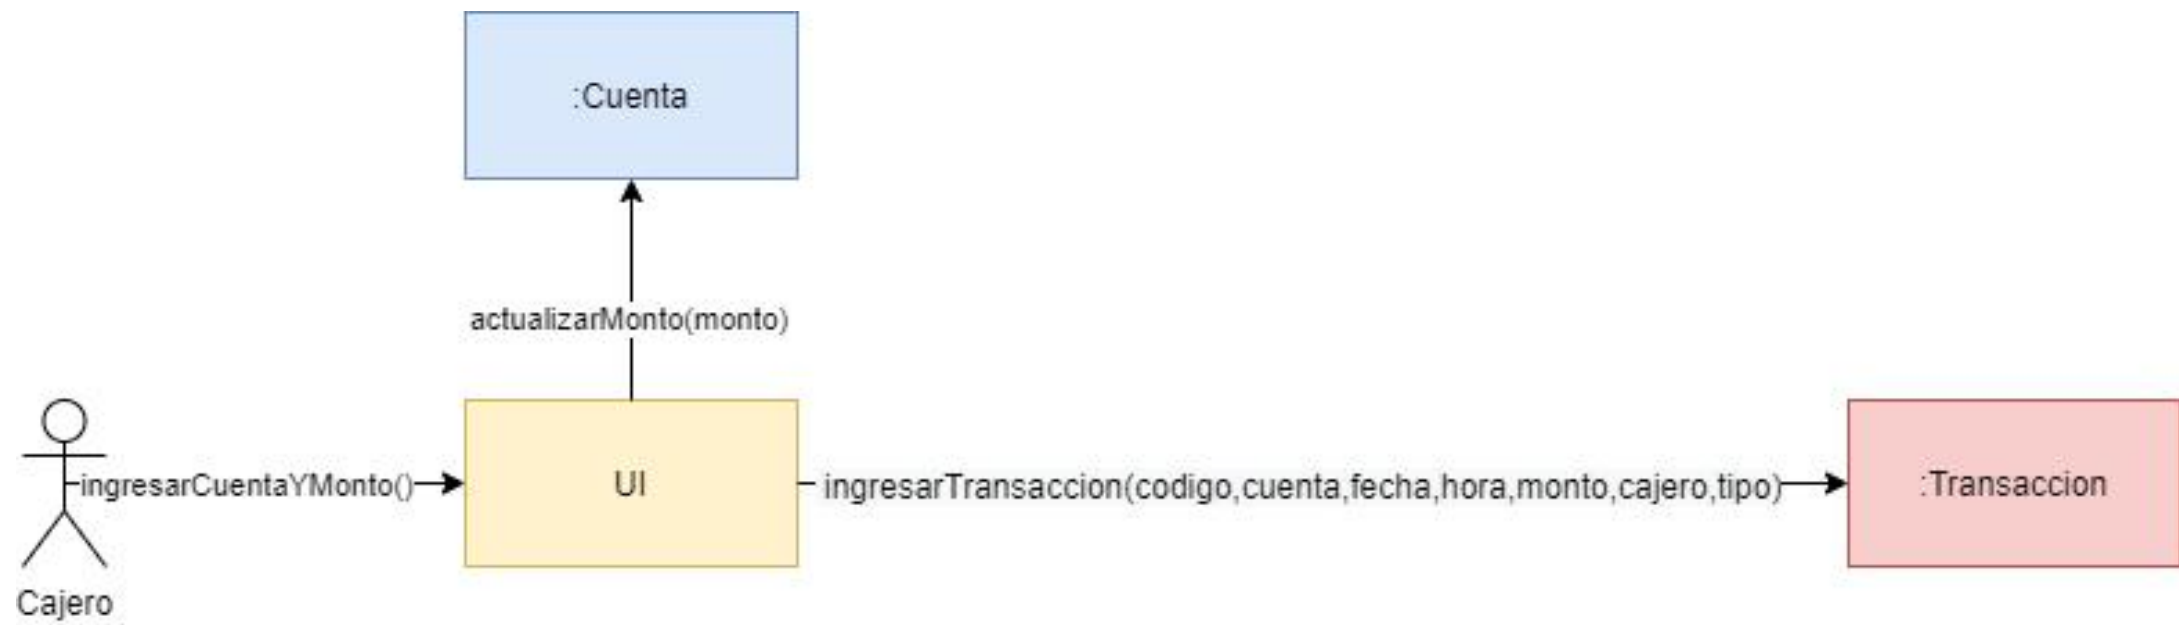 :Cuenta
actualizarMonto(monto)
ingresarCuentaYMonto()
UI
ingresarTransaccion(codigo,cuenta,fecha,hora,monto,cajero,tipo)
:Transaccion
Cajero